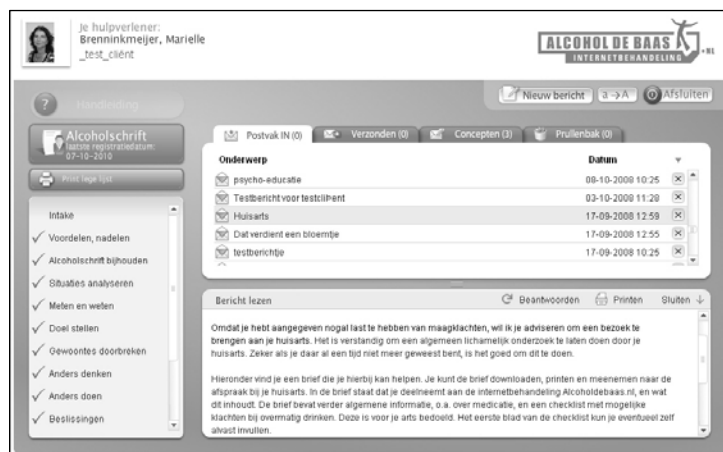 Je hulpverlener:
Brenninkmeijer, Marielle
_test_cliënt
ALCOHOL DE BAAS .NL
INTERNETBEHANDELING
Nieuw bericht a→A Afsluiten
? Handleiding
Alcoholschrift
laatste registratiedatum:
07-10-2010
Print lege lijst
Intake
Voordelen, nadelen
Alcoholschrift bijhouden
Situaties analyseren
Meten en weten
Doel stellen
Gewoontes doorbreken
Anders denken
Anders doen
Beslissingen
Postvak IN (0) Verzonden (0) Concepten (3) Prullenbak (0)
Onderwerp Datum
psycho-educatie 08-10-2008 10:25
Testbericht voor testcliënt 03-10-2008 11:28
Huisarts 17-09-2008 12:59
Dat verdient een bloemtje 17-09-2008 12:55
testberichtje 17-09-2008 10:25
Bericht lezen Beantwoorden Printen Sluiten
Omdat je hebt aangegeven nogal last te hebben van maagklachten, wil ik je adviseren om een bezoek te
brengen aan je huisarts. Het is verstandig om een algemeen lichamelijk onderzoek te laten doen door je
huisarts. Zeker als je daar al een tijd niet meer geweest bent, is het goed om dit te doen.
Hieronder vind je een brief die je hierbij kan helpen. Je kunt de brief downloaden, printen en meenemen naar de
afspraak bij je huisarts. In de brief staat dat je deelneemt aan de internetbehandeling Alcoholdebaas.nl, en wat
dit inhoudt. De brief bevat verder algemene informatie, o.a. over medicatie, en een checklist met mogelijke
klachten bij overmatig drinken. Deze is voor je arts bedoeld. Het eerste blad van de checklist kun je eventueel zelf
alvast invullen.